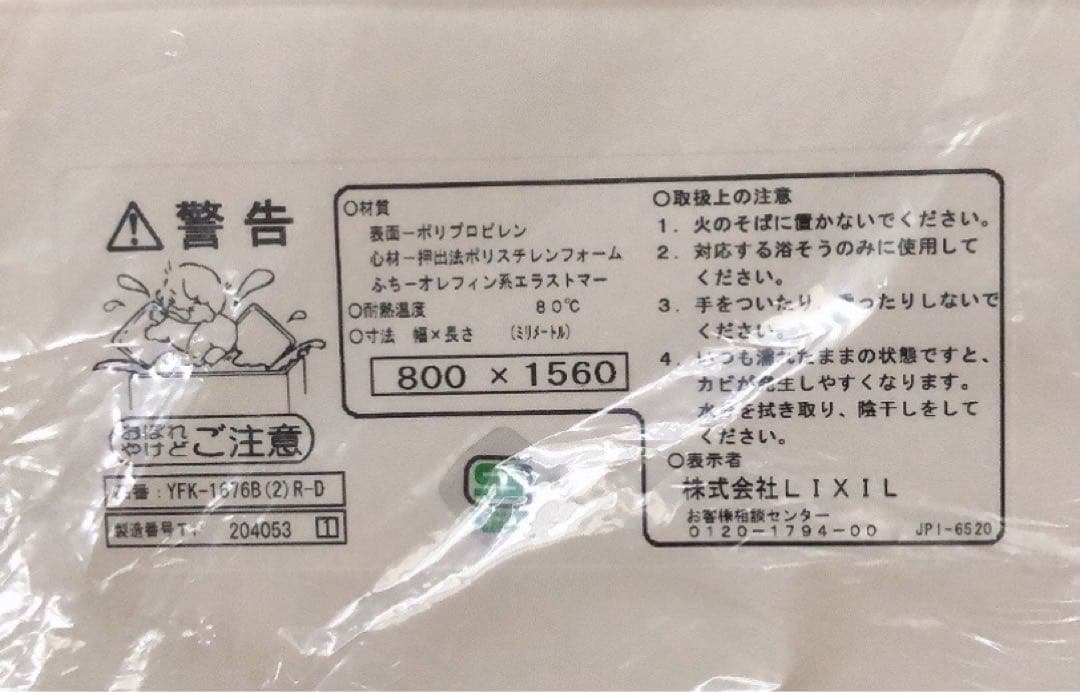 警告
おぼれ
やけど
ご注意
番：YFK-1676B(2)R-D
製造番号T
204053
1
○材質
表面ーポリプロピレン
心材ー押出法ポリスチレンフォーム
ふちーオレフィン系エラストマー
○耐熱温度 80℃
○寸法 幅×長さ (ミリメートル)
800 × 1560
○取扱上の注意
1. 火のそばに置かないでください。
2. 対応する浴そうのみに使用して
ください。
3. 手をついたり、 ったりしないで
ください。
4. いつも濡れたままの状態ですと、
カビが発生しやすくなります。
水 を拭き取り、陰干しをして
ください。
○表示者
株式会社LIXIL
お客様相談センター
0120-1794-00
JPI-6520